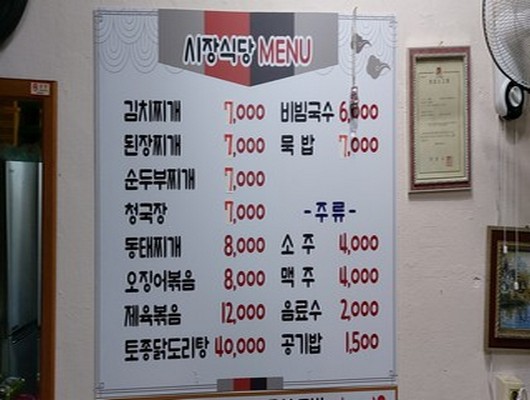 시장식당 MENU
김치찌개 7,000
된장찌개 7,000
순두부찌개 7,000
청국장 7,000
동태찌개 8,000
오징어볶음 8,000
제육볶음 12,000
토종닭도리탕 40,000
비빔국수 6,000
묵밥 7,000
-주류-
소주 4,000
맥주 4,000
음료수 2,000
공기밥 1,500